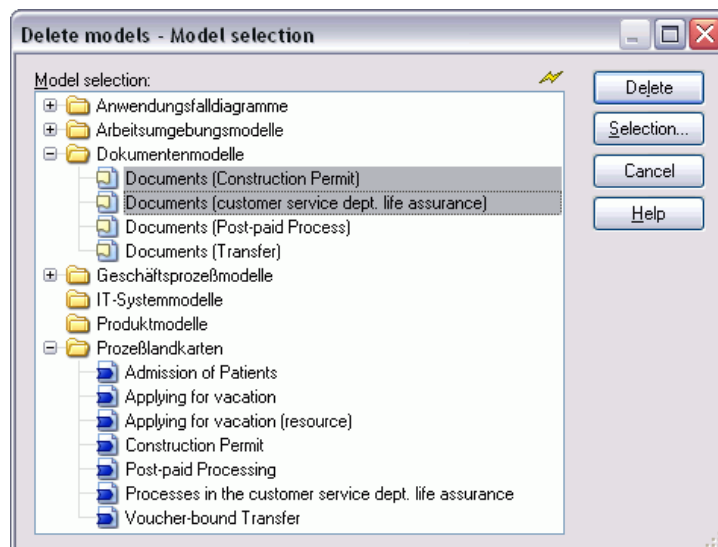 Delete models - Model selection
Model selection:
Delete
Anwendungsfalldiagramme
Arbeitsumgebungsmodelle
Selection...
Dokumentenmodelle
Documents (Construction Permit)
Cancel
Documents (customer service dept. life assurance)
Help
Documents (Post-paid Process)
Documents (Transfer)
Geschäftsprozeßmodelle
IT-Systemmodelle
Produktmodelle
Prozeßlandkarten
Admission of Patients
Applying for vacation
Applying for vacation (resource)
Construction Permit
Post-paid Processing
Processes in the customer service dept. life assurance
Voucher-bound Transfer